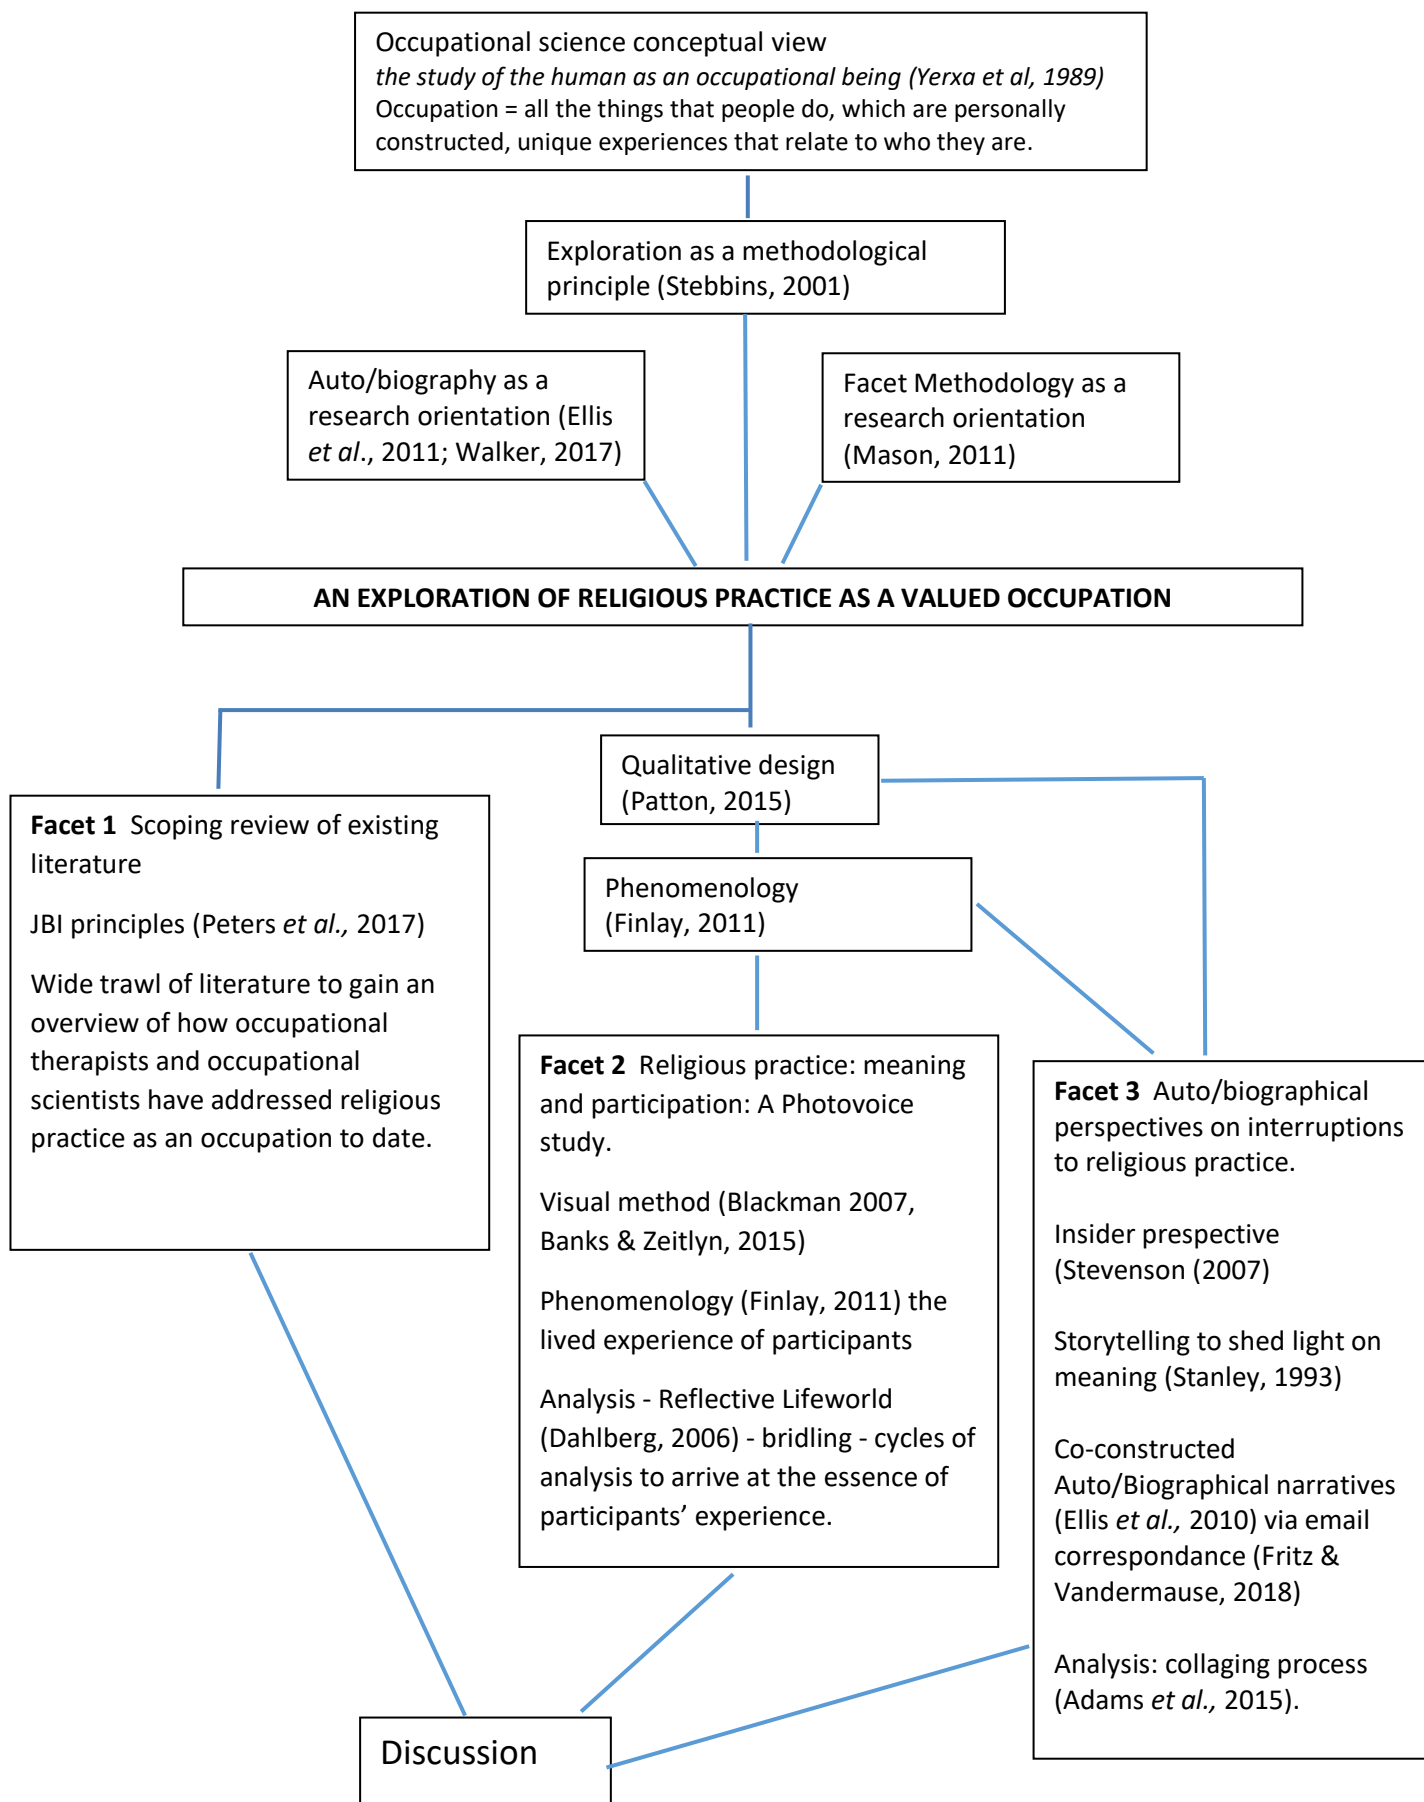 Occupational science conceptual view
the study of the human as an occupational being (Yerxa et al, 1989)
Occupation = all the things that people do, which are personally
constructed, unique experiences that relate to who they are.
Exploration as a methodological
principle (Stebbins, 2001)
Auto/biography as a
research orientation (Ellis
et al., 2011; Walker, 2017)
Facet Methodology as a
research orientation
(Mason, 2011)
AN EXPLORATION OF RELIGIOUS PRACTICE AS A VALUED OCCUPATION
Qualitative design
(Patton, 2015)
Phenomenology
(Finlay, 2011)
Facet 1 Scoping review of existing
literature
JBI principles (Peters et al., 2017)
Wide trawl of literature to gain an
overview of how occupational
therapists and occupational
scientists have addressed religious
practice as an occupation to date.
Facet 2 Religious practice: meaning
and participation: A Photovoice
study.
Visual method (Blackman 2007,
Banks & Zeitlyn, 2015)
Phenomenology (Finlay, 2011) the
lived experience of participants
Analysis - Reflective Lifeworld
(Dahlberg, 2006) - bridling - cycles of
analysis to arrive at the essence of
participants’ experience.
Facet 3 Auto/biographical
perspectives on interruptions
to religious practice.
Insider prespective
(Stevenson (2007)
Storytelling to shed light on
meaning (Stanley, 1993)
Co-constructed
Auto/Biographical narratives
(Ellis et al., 2010) via email
correspondance (Fritz &
Vandermause, 2018)
Analysis: collaging process
(Adams et al., 2015).
Discussion